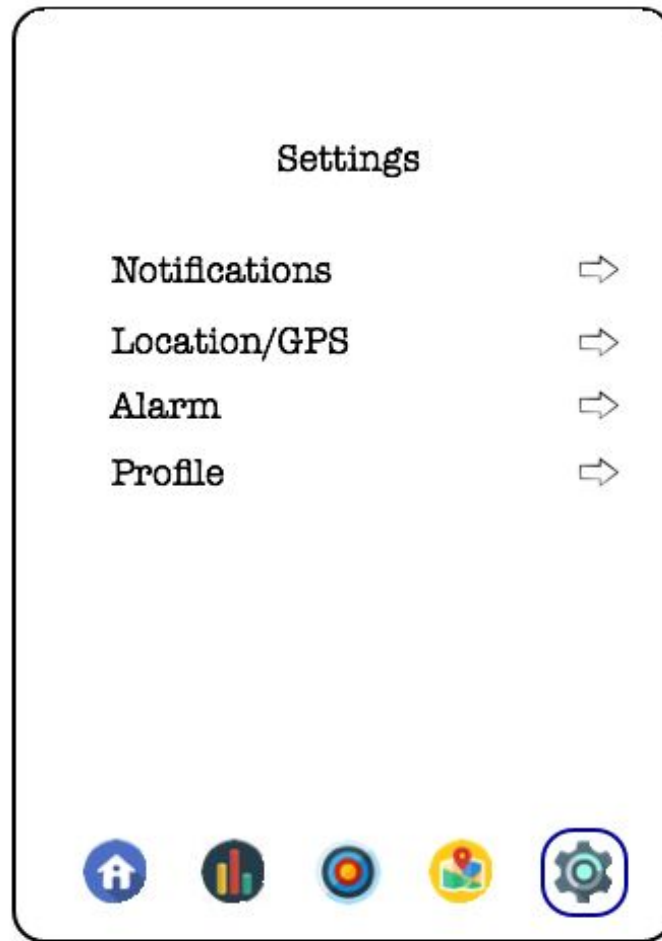 Settings
Notifications
Location/GPS
Alarm
Profile